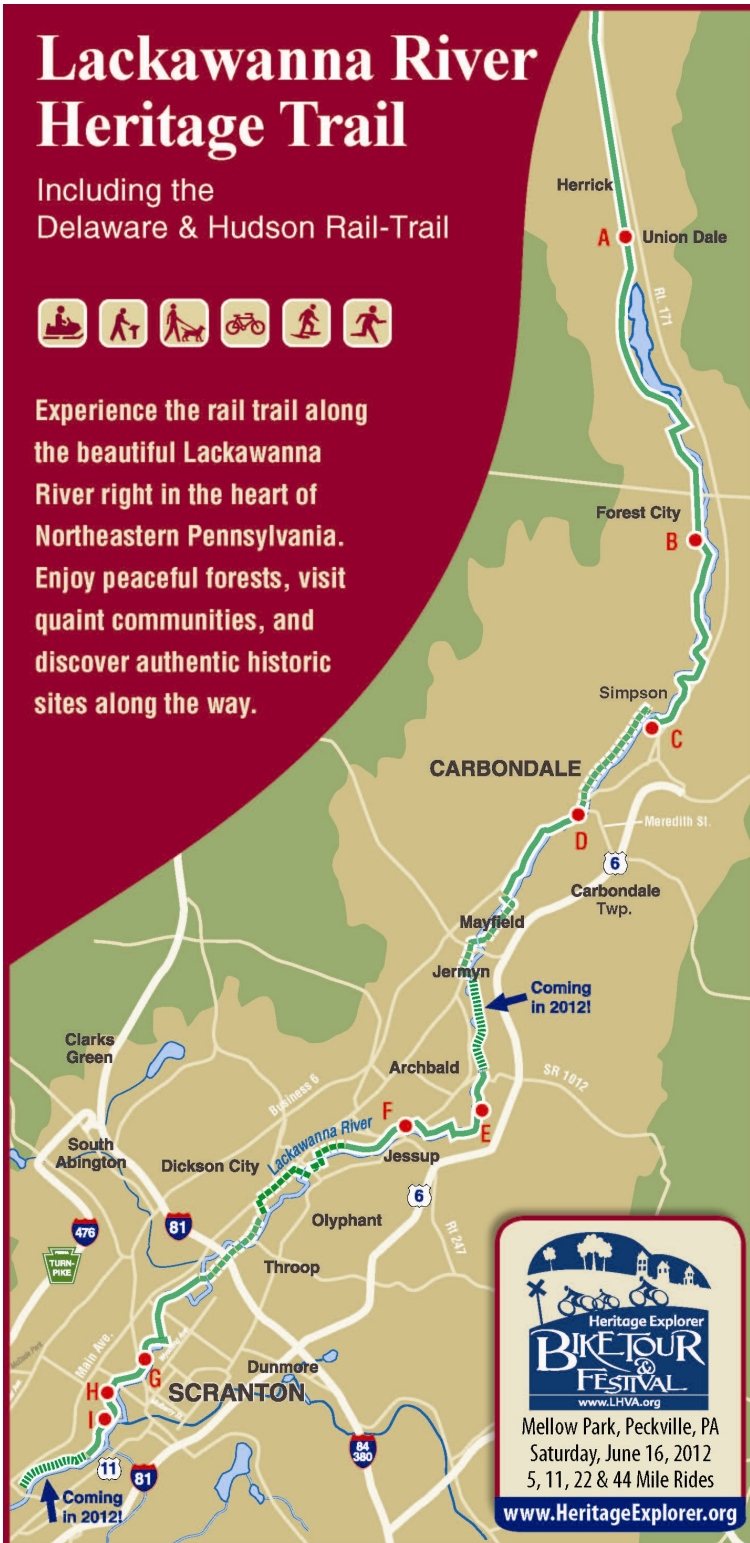 Lackawanna River
Heritage Trail
Including the
Delaware & Hudson Rail-Trail
Experience the rail trail along
the beautiful Lackawanna
River right in the heart of
Northeastern Pennsylvania.
Enjoy peaceful forests, visit
quaint communities, and
discover authentic historic
sites along the way.
Herrick
A
Union Dale
Rt. 171
Forest City
B
Simpson
C
CARBONDALE
Meredith St.
D
6
Carbondale
Twp.
Mayfield
Jermyn
Coming
in 2012!
Clarks
Green
Archbald
SR 1012
Business 6
F
Lackawanna River
E
South
Abington
Dickson City
Jessup
6
476
81
Olyphant
Rt 247
TURN-
PIKE
Throop
Main Ave.
G
Dunmore
H
SCRANTON
I
84
380
11
81
Coming
in 2012!
Heritage Explorer
BIKE TOUR
&
FESTIVAL
www.LHVA.org
Mellow Park, Peckville, PA
Saturday, June 16, 2012
5, 11, 22 & 44 Mile Rides
www.HeritageExplorer.org